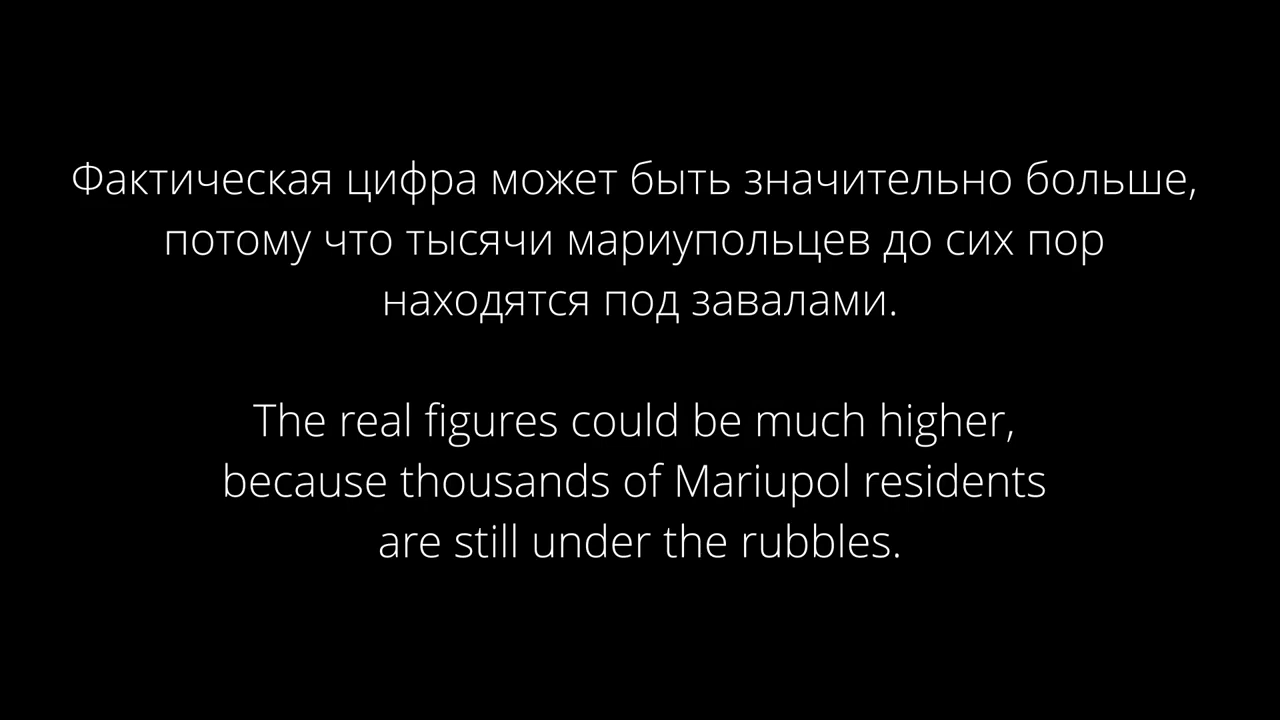 Фактическая цифра может быть значительно больше,
потому что тысячи мариупольцев до сих пор
находятся под завалами.
The real figures could be much higher,
because thousands of Mariupol residents
are still under the rubbles.